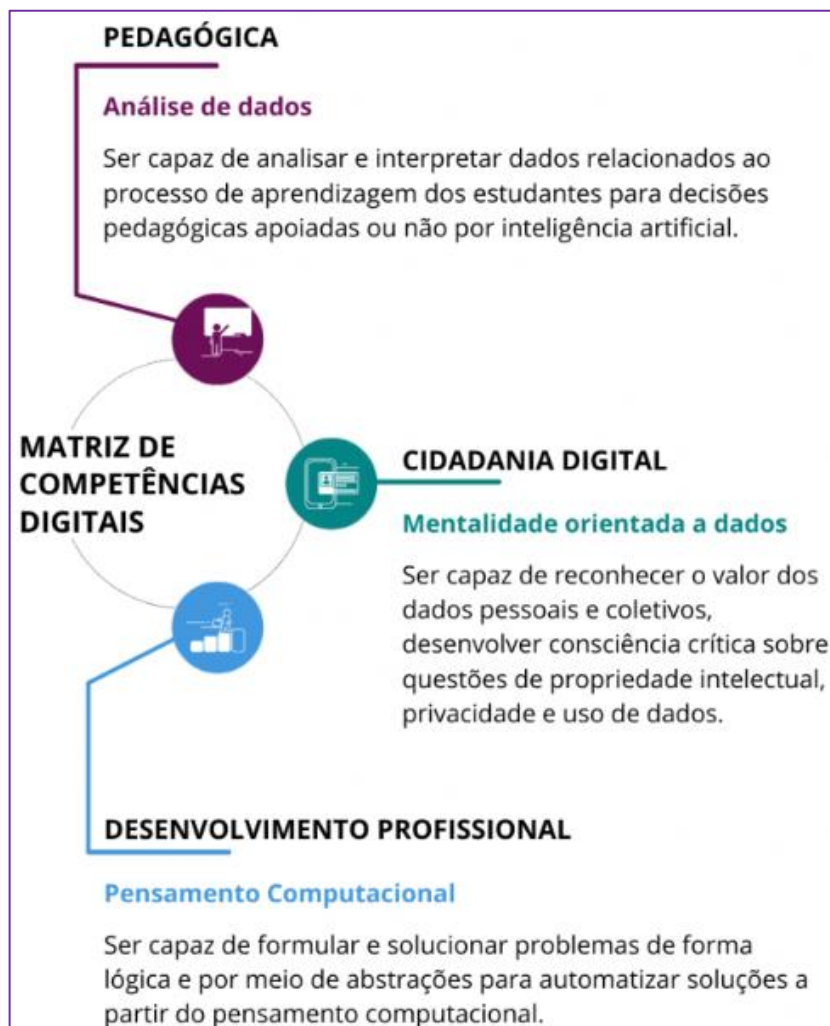 PEDAGÓGICA
Análise de dados
Ser capaz de analisar e interpretar dados relacionados ao
processo de aprendizagem dos estudantes para decisões
pedagógicas apoiadas ou não por inteligência artificial.
MATRIZ DE
COMPETÊNCIAS
DIGITAIS
CIDADANIA DIGITAL
Mentalidade orientada a dados
Ser capaz de reconhecer o valor dos
dados pessoais e coletivos,
desenvolver consciência crítica sobre
questões de propriedade intelectual,
privacidade e uso de dados.
DESENVOLVIMENTO PROFISSIONAL
Pensamento Computacional
Ser capaz de formular e solucionar problemas de forma
lógica e por meio de abstrações para automatizar soluções a
partir do pensamento computacional.